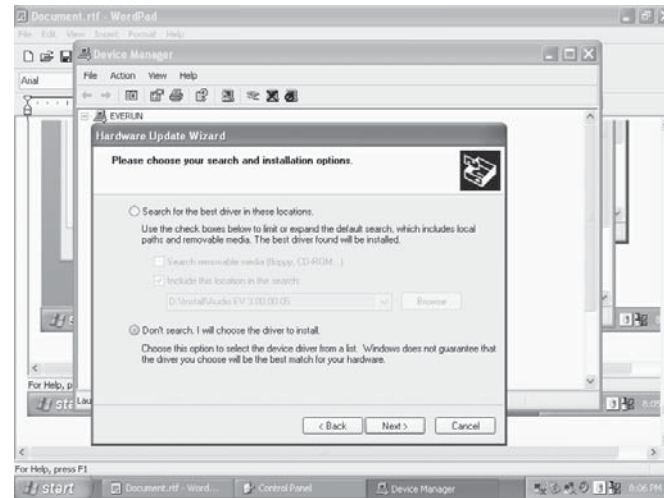 Document.rtf - WordPad
File Edit View Insert Format Help
Device Manager
Arial
File Action View Help
EVERUN
Hardware Update Wizard
Please choose your search and installation options.
Search for the best driver in these locations.
Use the check boxes below to limit or expand the default search, which includes local
paths and removable media. The best driver found will be installed.
Search removable media (floppy, CD-ROM...)
Include this location in the search:
Browse
Don't search. I will choose the driver to install.
Choose this option to select the device driver from a list. Windows does not guarantee that
the driver you choose will be the best match for your hardware.
< Back Next > Cancel
For Help, p
Lau
For Help, press F1
start Document.rtf - Word... Control Panel Device Manager 8:06 PM